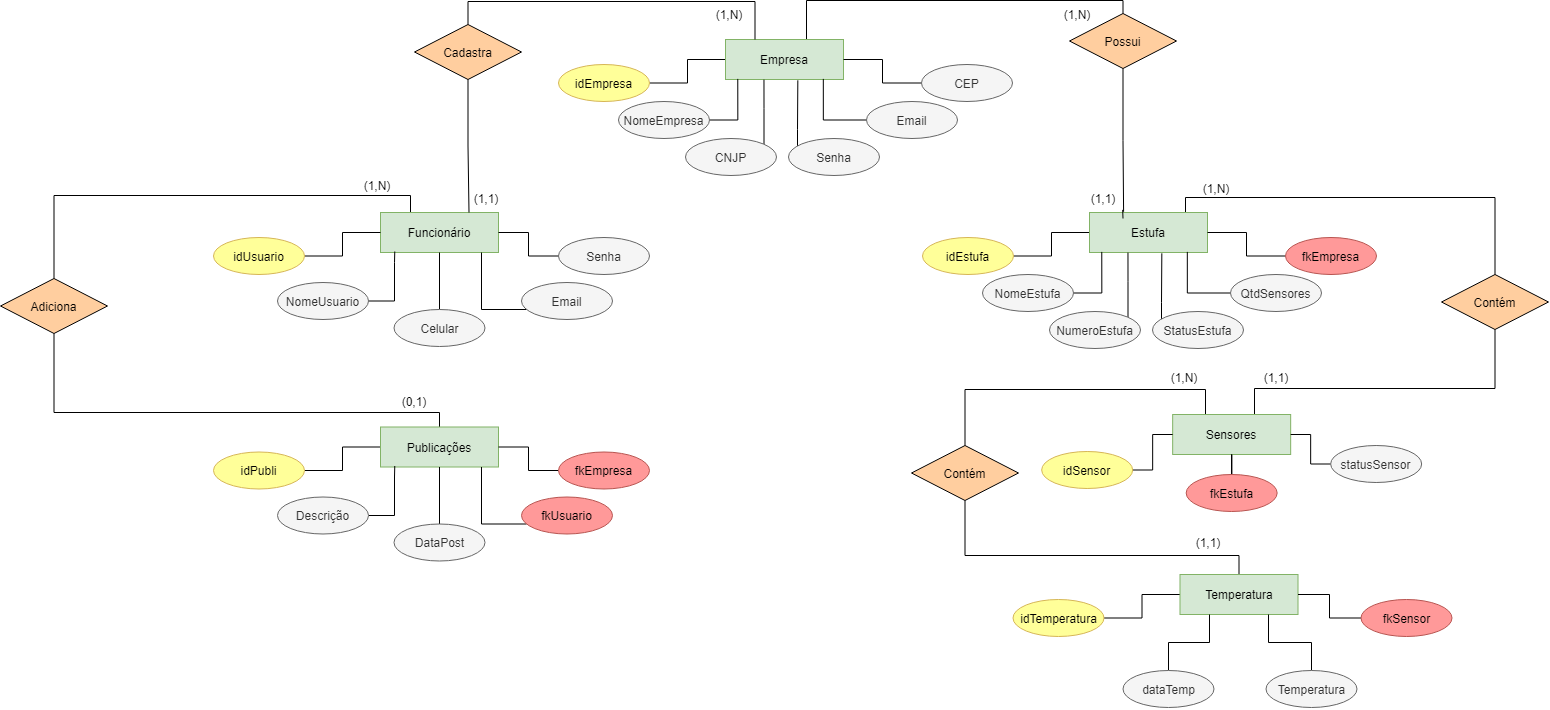 (1,N)
(1,N)
Cadastra
Possui
Empresa
idEmpresa
CEP
NomeEmpresa
Email
CNJP
Senha
(1,N)
(1,1)
(1,1)
(1,N)
Funcionário
Estufa
idUsuario
Senha
idEstufa
fkEmpresa
NomeUsuario
Email
NomeEstufa
QtdSensores
Adiciona
Contém
Celular
NumeroEstufa
StatusEstufa
(1,N)
(1,1)
(0,1)
Publicações
Sensores
idPubli
fkEmpresa
Contém
idSensor
statusSensor
Descrição
fkUsuario
fkEstufa
DataPost
(1,1)
Temperatura
idTemperatura
fkSensor
dataTemp
Temperatura